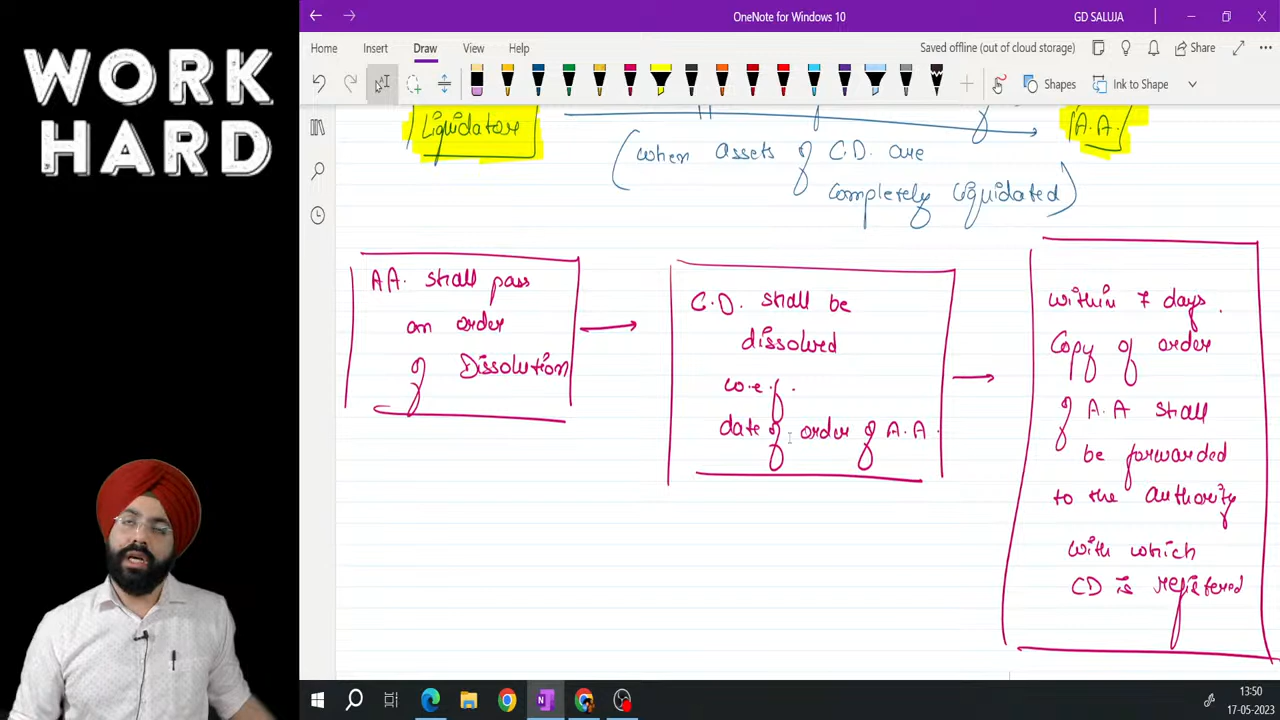 WORK
HARD
OneNote for Windows 10
GD SALUJA
Home Insert Draw View Help
Saved offline (out of cloud storage)
Share
Shapes
Ink to Shape
Liquidator
A.A.
(when assets of C.D. are
completely liquidated)
AA. shall pass
an order
of Dissolution
C.D. shall be
dissolved
w.e.f.
date of order of A.A.
within 7 days.
Copy of order
of A.A shall
be forwarded
to the authority
with which
CD is registered
13:50
17-05-2023